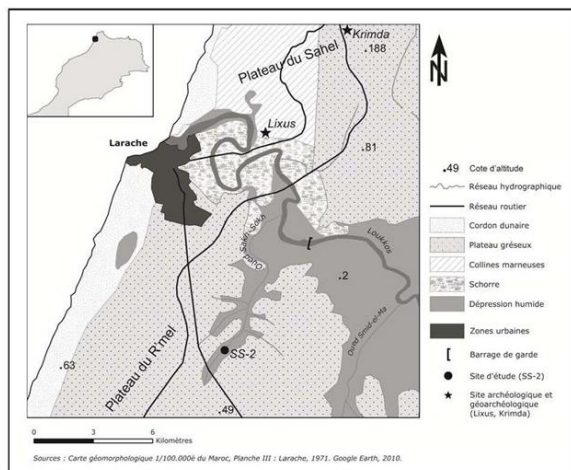 Krimda
.188
Plateau du Sahel
Lixus
Larache
.81
Oued Sakh-Sokh
Loukkos
.2
Oued Smid-el-Ma
SS-2
Plateau du R'mel
.63
.49
N
.49 Cote d'altitude
Réseau hydrographique
Réseau routier
Cordon dunaire
Plateau gréseux
Collines marneuses
Schorre
Dépression humide
Zones urbaines
[ Barrage de garde
Site d'étude (SS-2)
Site archéologique et
géoarchéologique
(Lixus, Krimda)
0 3 6
Kilomètres
Sources : Carte géomorphologique 1/100.000è du Maroc, Planche III : Larache, 1971. Google Earth, 2010.